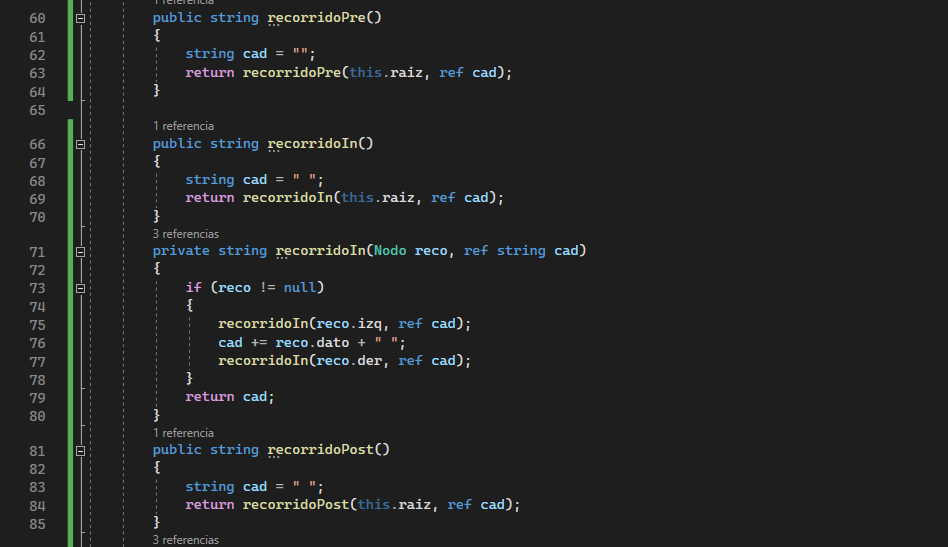 1 referencia
60 public string recorridoPre()
61 {
62 string cad = "";
63 return recorridoPre(this.raiz, ref cad);
64 }
65
1 referencia
66 public string recorridoIn()
67 {
68 string cad = " ";
69 return recorridoIn(this.raiz, ref cad);
70 }
3 referencias
71 private string recorridoIn(Nodo reco, ref string cad)
72 {
73 if (reco != null)
74 {
75 recorridoIn(reco.izq, ref cad);
76 cad += reco.dato + " ";
77 recorridoIn(reco.der, ref cad);
78 }
79 return cad;
80 }
1 referencia
81 public string recorridoPost()
82 {
83 string cad = " ";
84 return recorridoPost(this.raiz, ref cad);
85 }
3 referencias